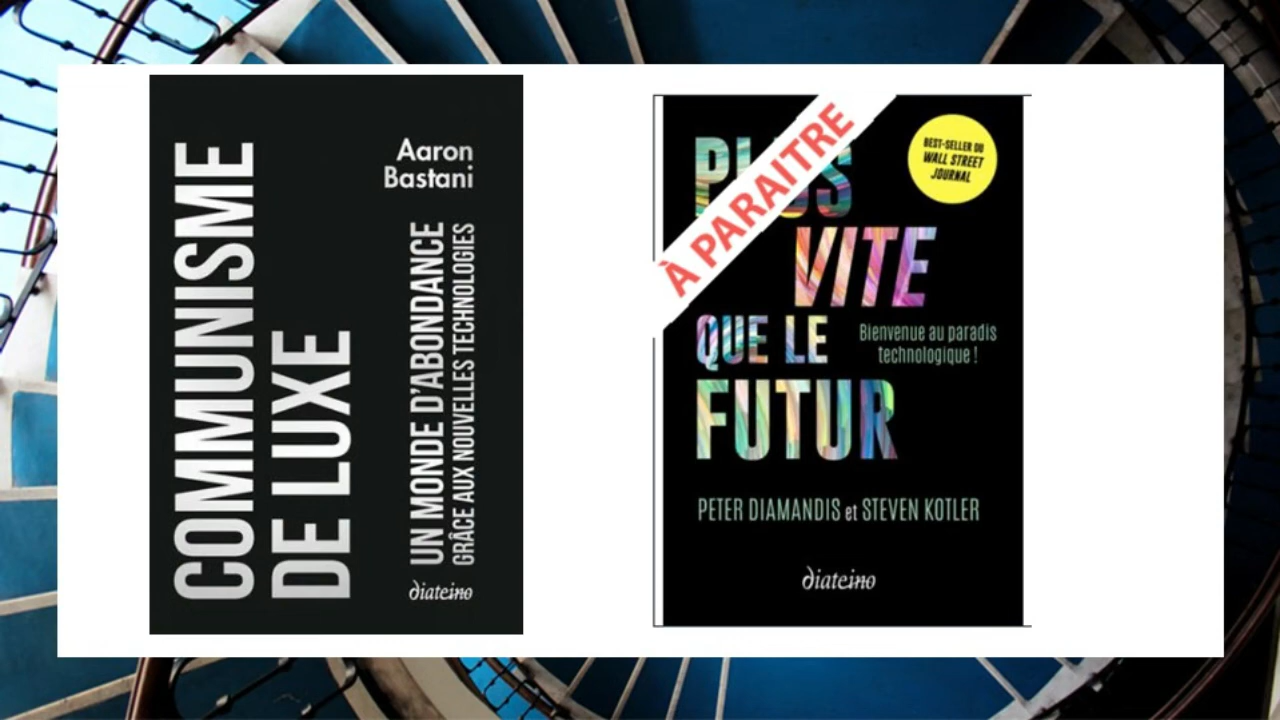 COMMUNISME
DE LUXE
Aaron
Bastani
UN MONDE D'ABONDANCE
GRÂCE AUX NOUVELLES TECHNOLOGIES
diateino
À PARAITRE
BEST-SELLER DU
WALL STREET
JOURNAL
PLUS
VITE
QUE LE
FUTUR
Bienvenue au paradis
technologique !
PETER DIAMANDIS et STEVEN KOTLER
diateino